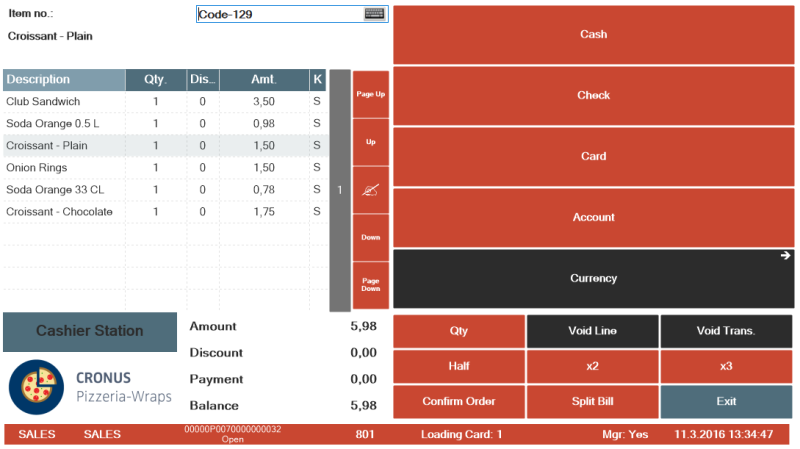 Item no.: Code-129
Croissant - Plain
Description Qty. Dis... Amt. K
Club Sandwich 1 0 3,50 S
Soda Orange 0.5 L 1 0 0,98 S
Croissant - Plain 1 0 1,50 S
Onion Rings 1 0 1,50 S
Soda Orange 33 CL 1 0 0,78 S
Croissant - Chocolate 1 0 1,75 S
1
Page Up
Up
Down
Page
Down
Cash
Check
Card
Account
Currency
Cashier Station
CRONUS
Pizzeria-Wraps
Amount 5,98
Discount 0,00
Payment 0,00
Balance 5,98
Qty Void Line Void Trans.
Half x2 x3
Confirm Order Split Bill Exit
SALES SALES 00000P0070000000032 801 Loading Card: 1 Mgr: Yes 11.3.2016 13:34:47
Open